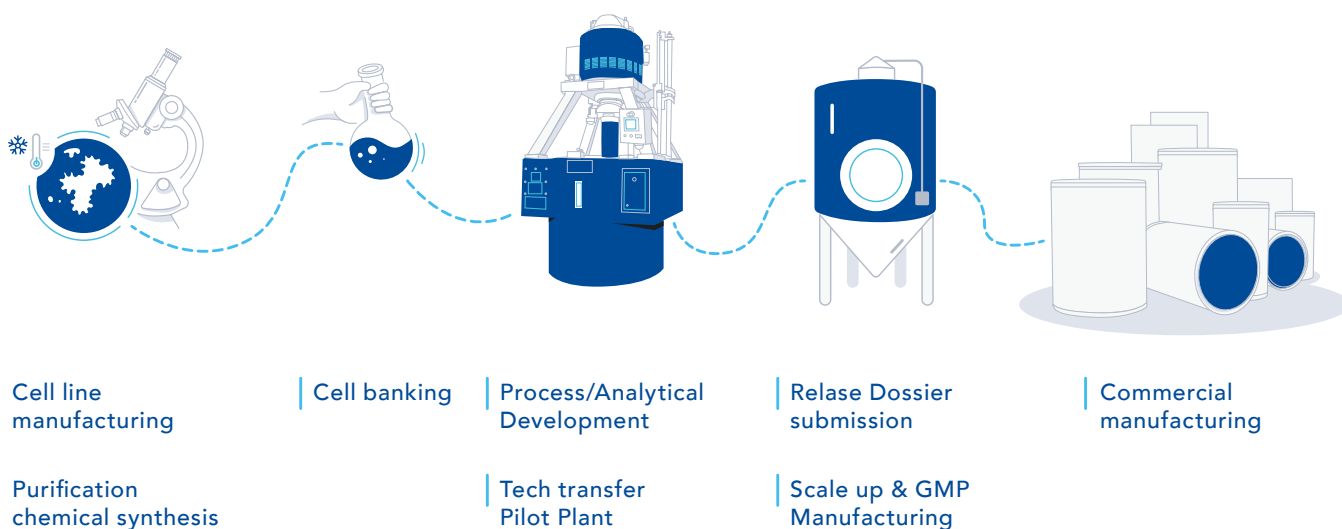 Cell line
manufacturing
Cell banking
Process/Analytical
Development
Relase Dossier
submission
Commercial
manufacturing
Purification
chemical synthesis
Tech transfer
Pilot Plant
Scale up & GMP
Manufacturing